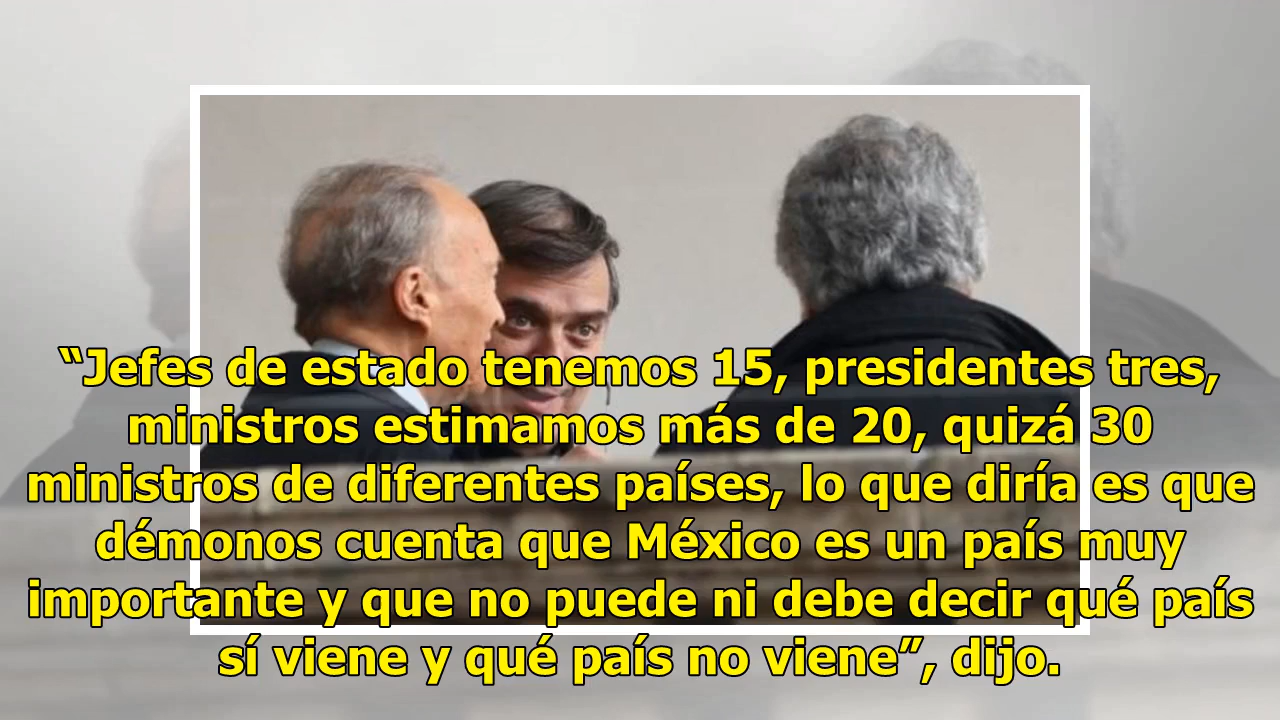 “Jefes de estado tenemos 15, presidentes tres,
ministros estimamos más de 20, quizá 30
ministros de diferentes países, lo que diría es que
démonos cuenta que México es un país muy
importante y que no puede ni debe decir qué país
sí viene y qué país no viene”, dijo.